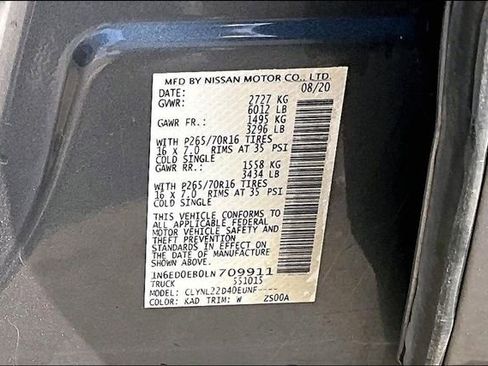 MFD BY NISSAN MOTOR CO., LTD.
DATE: 08/20
GVWR: 2727 KG
6012 LB
GAWR FR.: 1495 KG
3296 LB
WITH P265/70R16 TIRES
16 X 7.0 RIMS AT 35 PSI
COLD SINGLE
GAWR RR.: 1558 KG
3434 LB
WITH P265/70R16 TIRES
16 X 7.0 RIMS AT 35 PSI
COLD SINGLE
THIS VEHICLE CONFORMS TO
ALL APPLICABLE FEDERAL
MOTOR VEHICLE SAFETY AND
THEFT PREVENTION
STANDARDS IN EFFECT ON
THE DATE OF MANUFACTURE
SHOWN ABOVE.
1N6ED0EB0LN709911
TRUCK 551015
MODEL: CLYNL22D40EUNF----
COLOR: KAD TRIM: W 2S00A